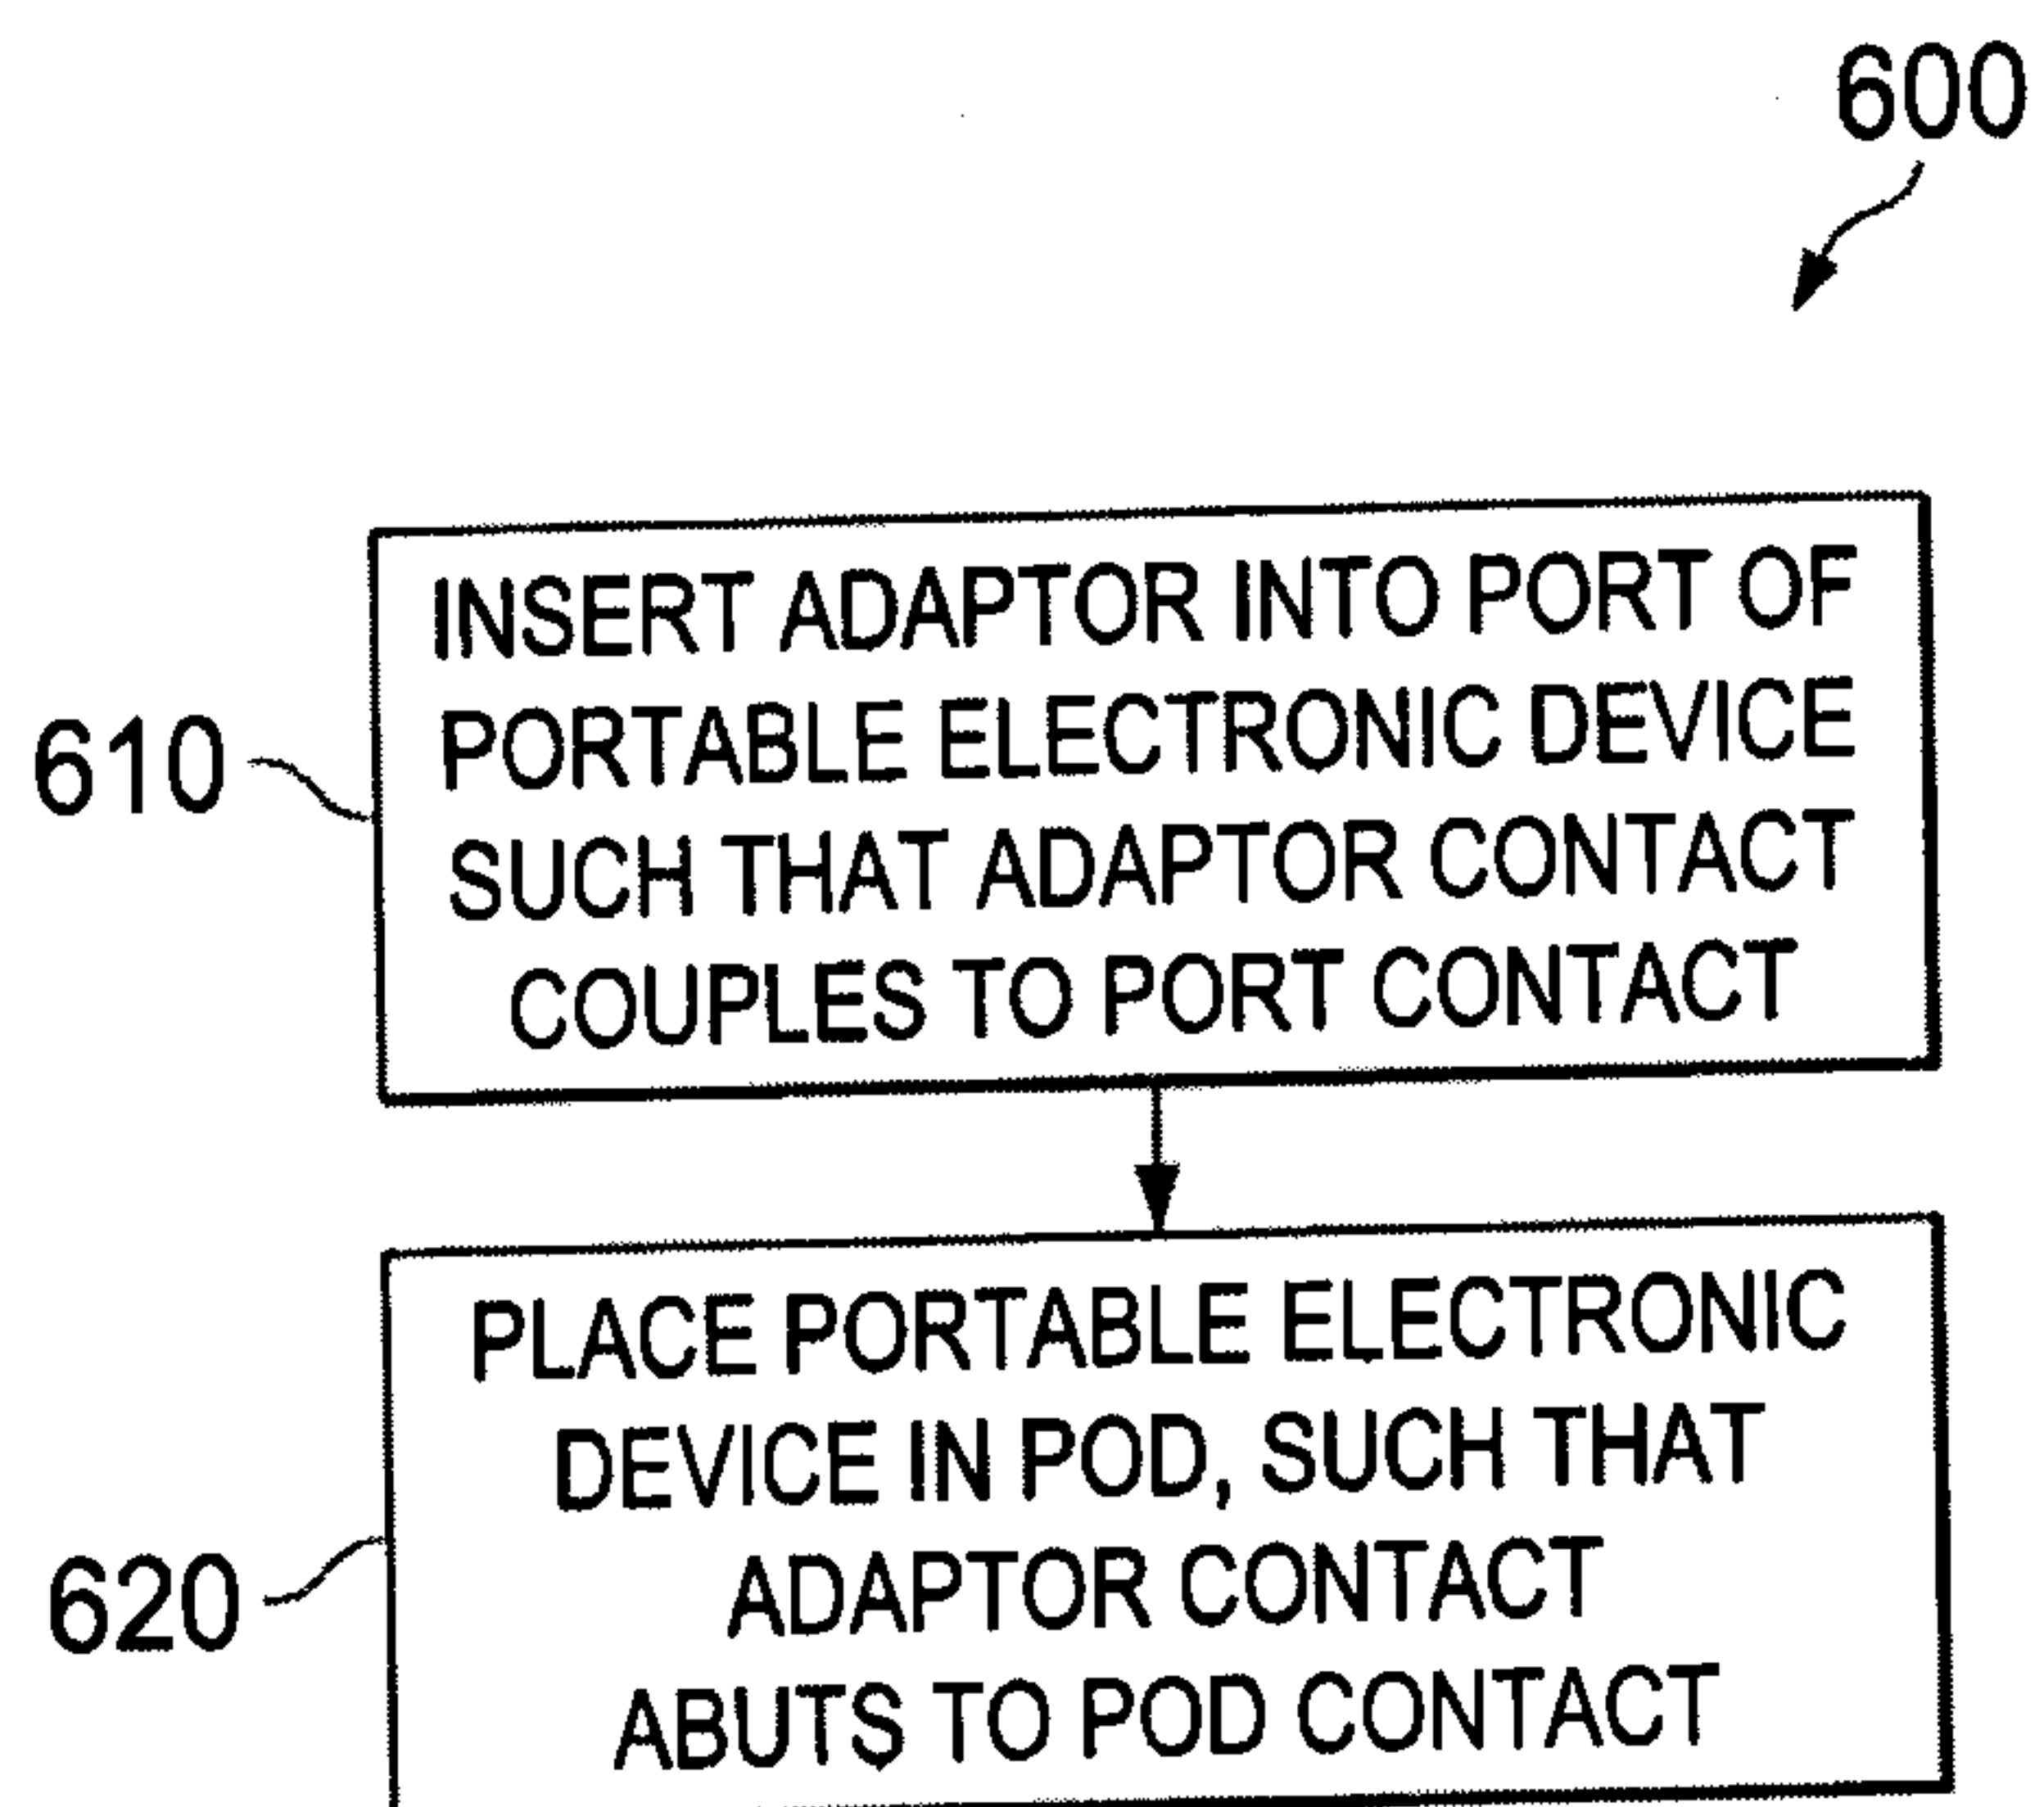 600
610
INSERT ADAPTOR INTO PORT OF
PORTABLE ELECTRONIC DEVICE
SUCH THAT ADAPTOR CONTACT
COUPLES TO PORT CONTACT
620
PLACE PORTABLE ELECTRONIC
DEVICE IN POD, SUCH THAT
ADAPTOR CONTACT
ABUTS TO POD CONTACT